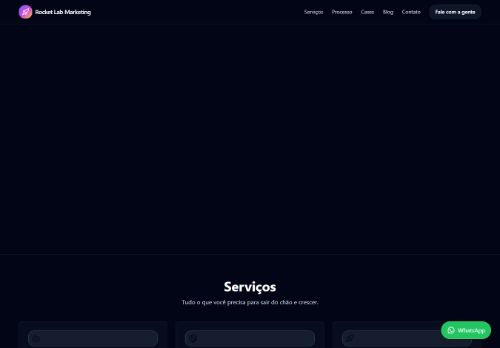 Rocket Lab Marketing
Serviços
Processo
Cases
Blog
Contato
Fale com a gente
Serviços
Tudo o que você precisa para sair do chão e crescer.
WhatsApp